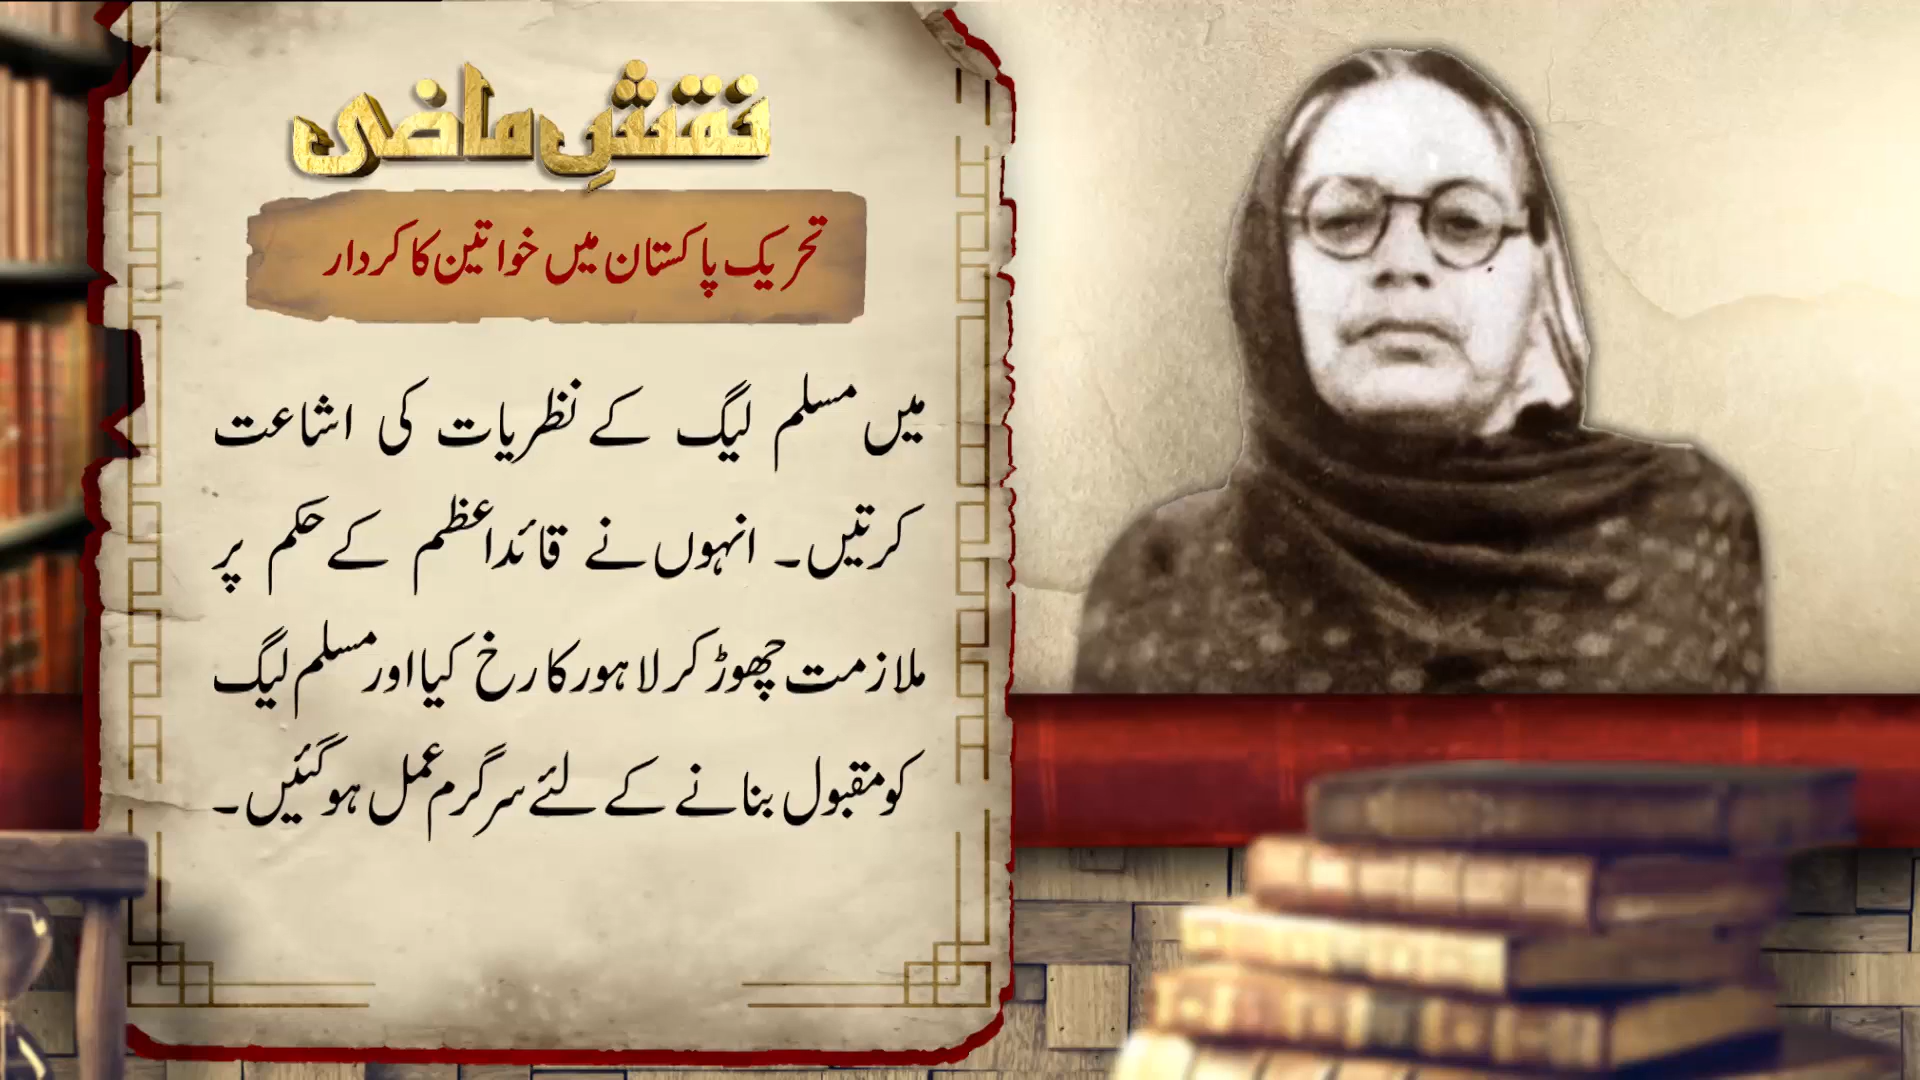 نقشِ ماضی
تحریک پاکستان میں خواتین کا کردار
میں مسلم لیگ کے نظریات کی اشاعت
کرتیں۔ انہوں نے قائداعظم کے حکم پر
ملازمت چھوڑ کر لاہور کا رخ کیا اور مسلم لیگ
کو مقبول بنانے کے لئے سرگرم عمل ہو گئیں۔